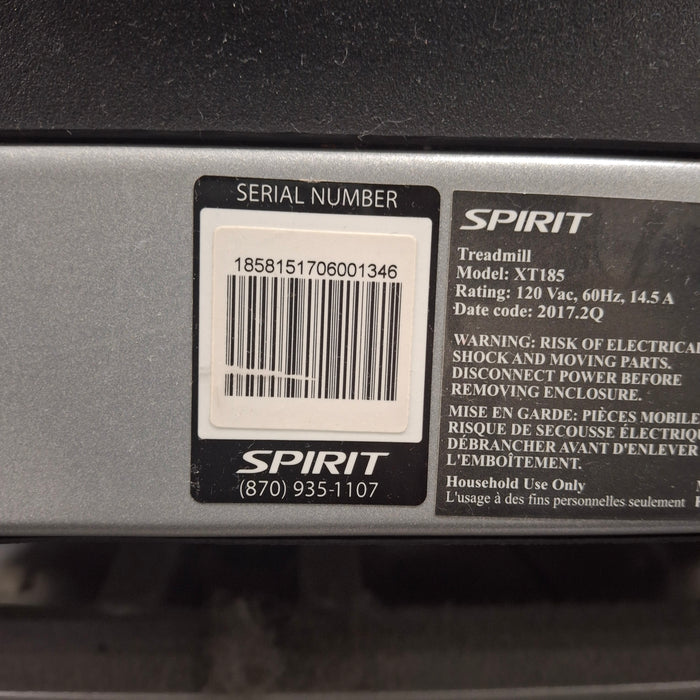 SERIAL NUMBER
1858151706001346
SPIRIT
(870) 935-1107
SPIRIT
Treadmill
Model: XT185
Rating: 120 Vac, 60Hz, 14.5 A
Date code: 2017.2Q
WARNING: RISK OF ELECTRICA
SHOCK AND MOVING PARTS.
DISCONNECT POWER BEFORE
REMOVING ENCLOSURE.
MISE EN GARDE: PIÈCES MOBILE
RISQUE DE SECOUSSE ÉLECTRIQU
DÉBRANCHER AVANT D'ENLEVER
L'EMBOÎTEMENT.
Household Use Only
L'usage à des fins personnelles seulement